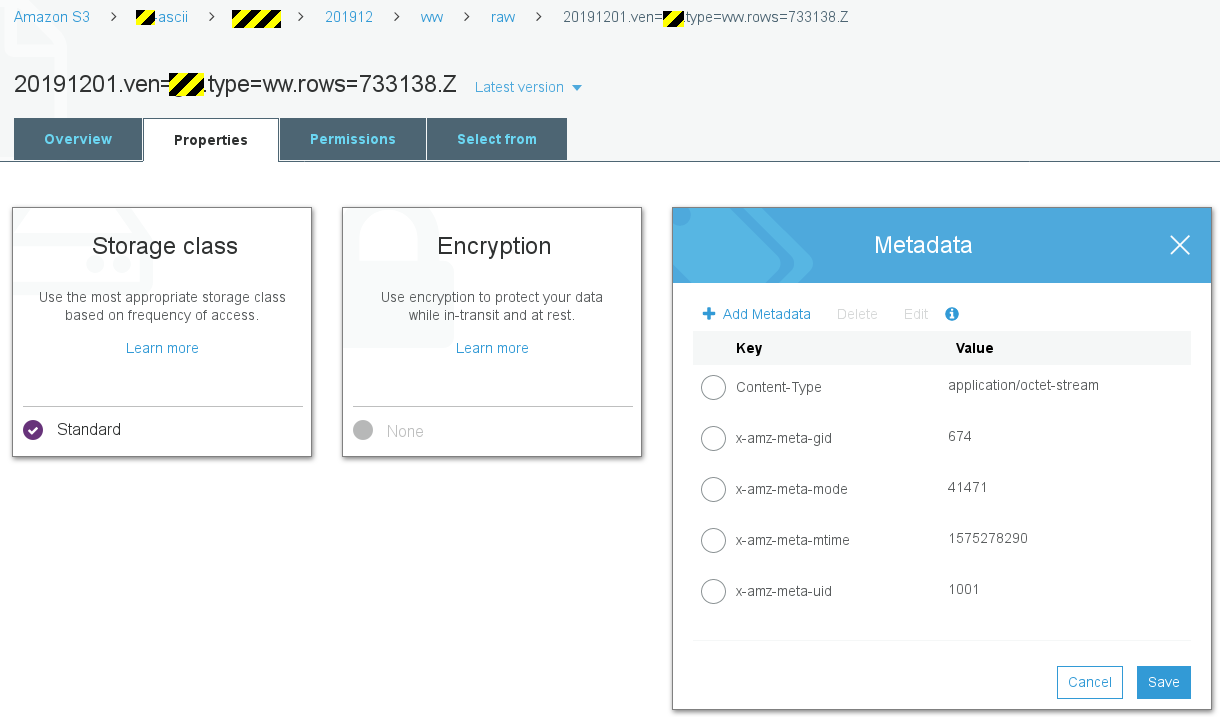 Amazon S3 > -ascii > > 201912 > ww > raw > 20191201.ven= .type=ww.rows=733138.Z
20191201.ven= .type=ww.rows=733138.Z Latest version
Overview Properties Permissions Select from
Storage class
Use the most appropriate storage class
based on frequency of access.
Learn more
Standard
Encryption
Use encryption to protect your data
while in-transit and at rest.
Learn more
None
Metadata
Add Metadata Delete Edit
Key Value
Content-Type application/octet-stream
x-amz-meta-gid 674
x-amz-meta-mode 41471
x-amz-meta-mtime 1575278290
x-amz-meta-uid 1001
Cancel Save